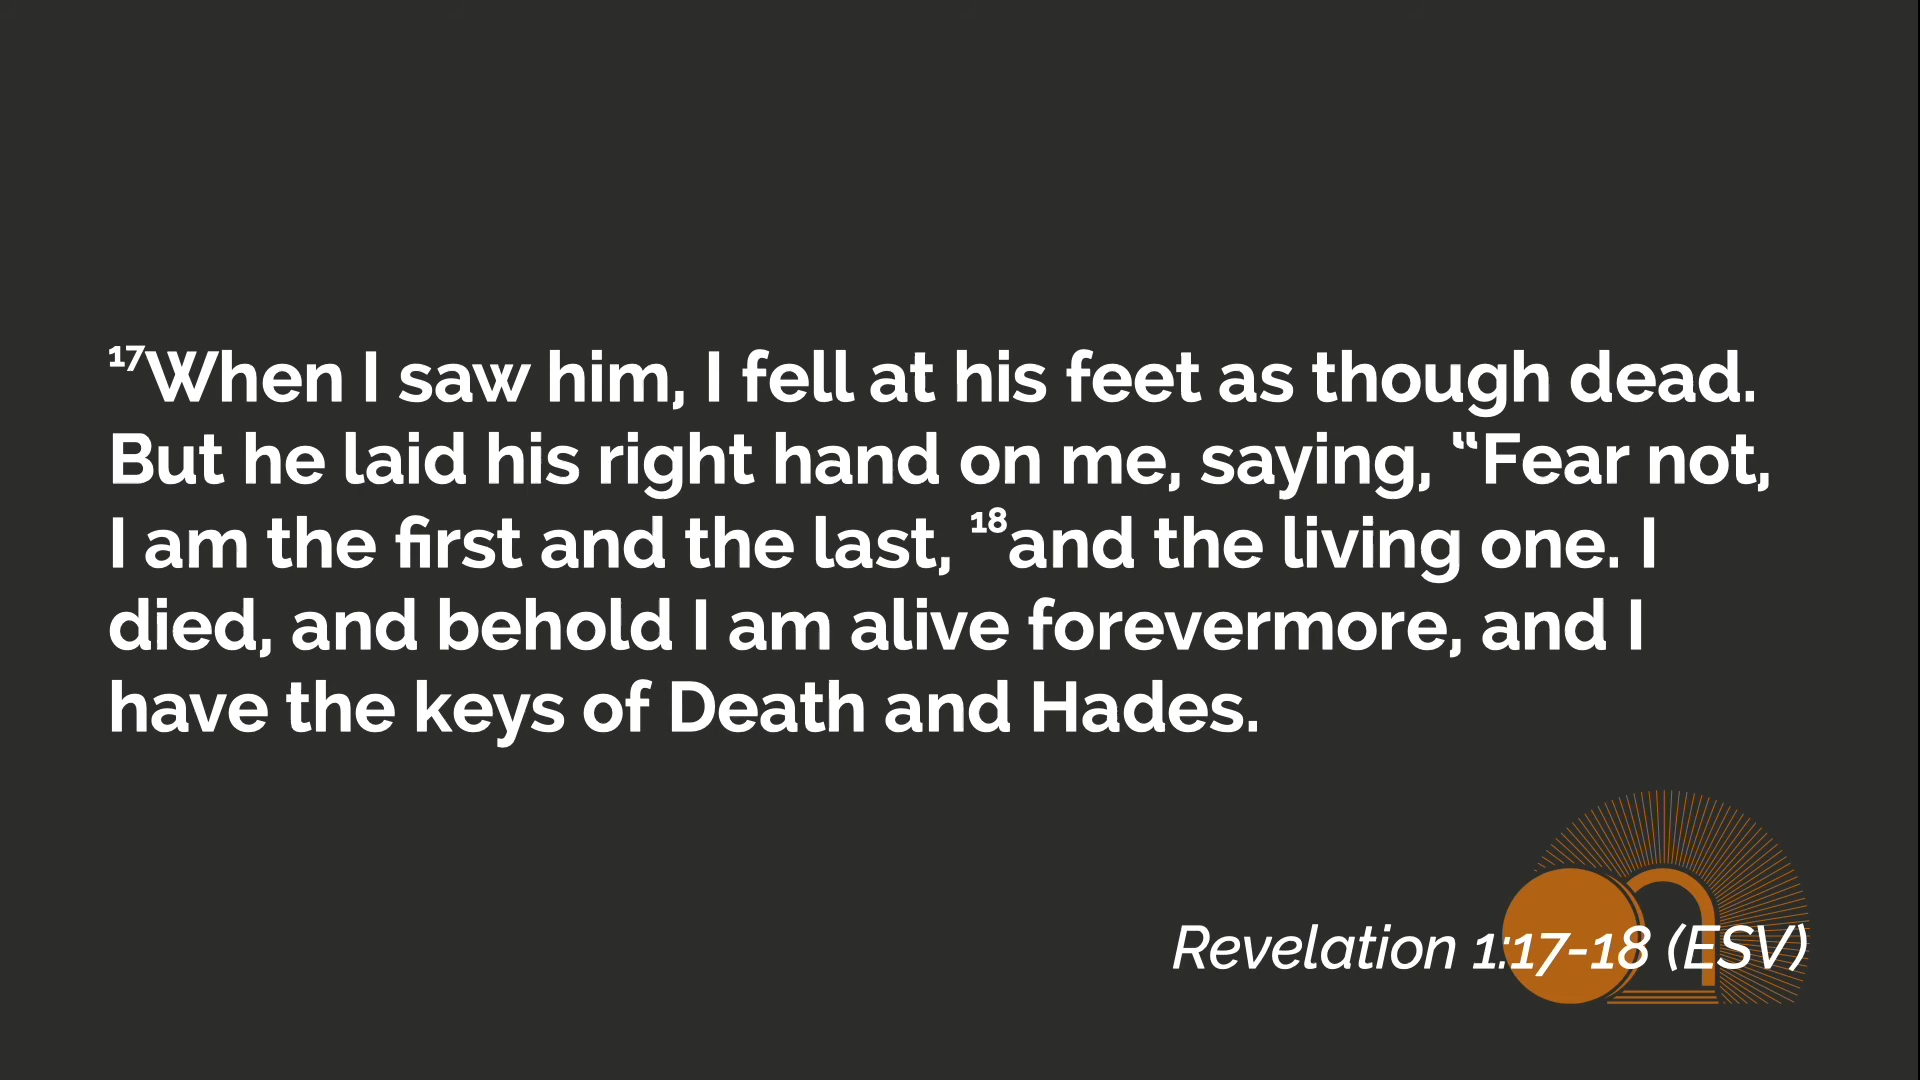 ¹⁷When I saw him, I fell at his feet as though dead.
But he laid his right hand on me, saying, “Fear not,
I am the first and the last, ¹⁸and the living one. I
died, and behold I am alive forevermore, and I
have the keys of Death and Hades.
Revelation 1:17-18 (ESV)